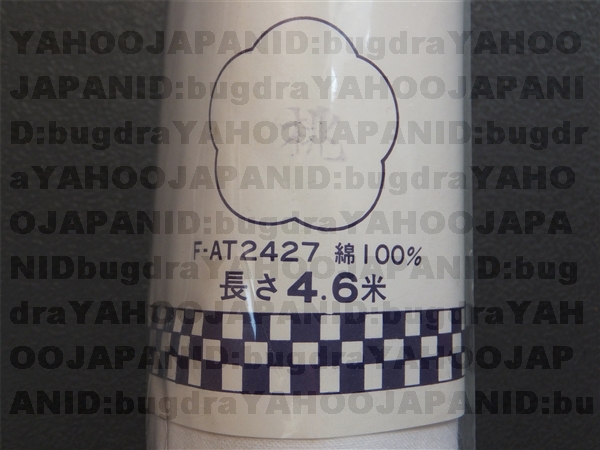 YAHOOJAPANID:bugdraYAHOO
JAPANID:bugdraYAHOOJAPANI
D:bugdraYAHOOJAPANID:bugdr
aYAHOOJAPANID:bugdraYAHO
OJAPANID:bugdraYAHOOJAPA
F-AT2427 綿100%
NIDbugdraYAHOOJAPANID:bug
長さ4.6米
draYAHOOJAPANID:bugdraYAH
OOJAPANID:bugdraYAHOOJAP
ANID:bugdraYAHOOJAPANID:bu